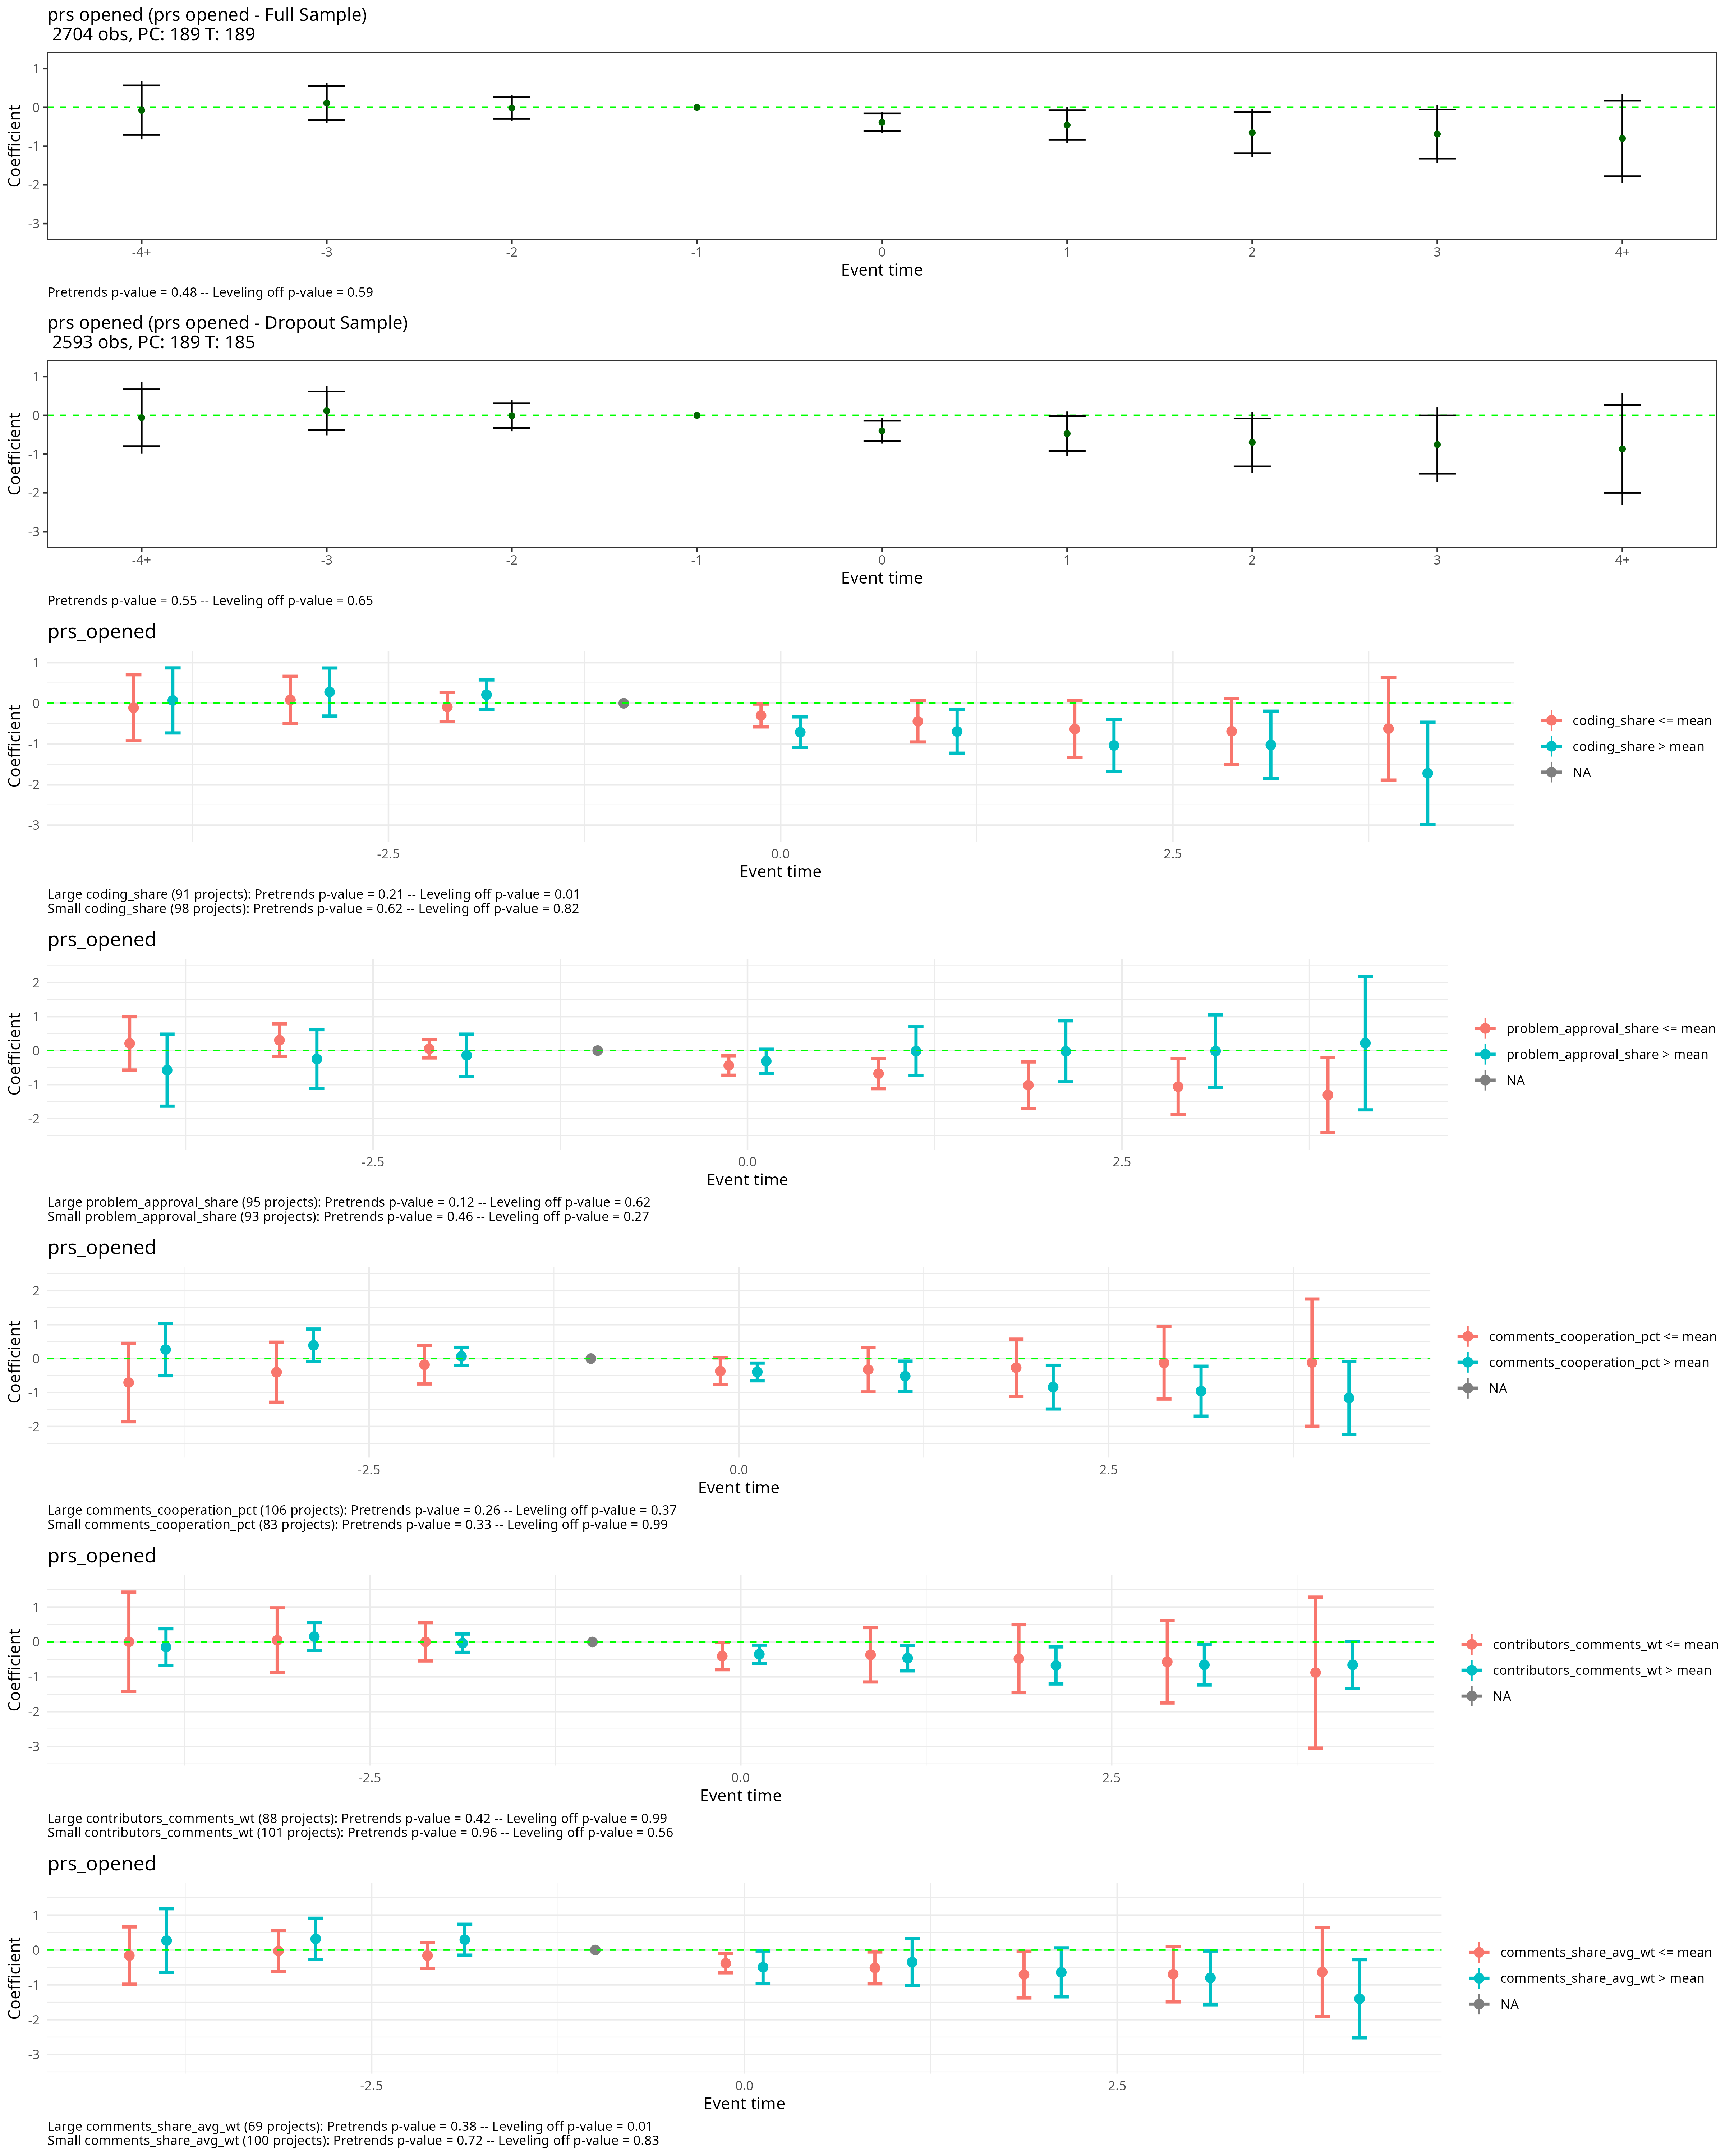 prs opened (prs opened - Full Sample)
2704 obs, PC: 189 T: 189
1
0
-1
-2
-3
Coefficient
-4+ -3 -2 -1 0 1 2 3 4+
Event time
Pretrends p-value = 0.48 -- Leveling off p-value = 0.59
prs opened (prs opened - Dropout Sample)
2593 obs, PC: 189 T: 185
1
0
-1
-2
-3
Coefficient
-4+ -3 -2 -1 0 1 2 3 4+
Event time
Pretrends p-value = 0.55 -- Leveling off p-value = 0.65
prs_opened
1
0
-1
-2
-3
Coefficient
-2.5 0.0 2.5
Event time
coding_share <= mean
coding_share > mean
NA
Large coding_share (91 projects): Pretrends p-value = 0.21 -- Leveling off p-value = 0.01
Small coding_share (98 projects): Pretrends p-value = 0.62 -- Leveling off p-value = 0.82
prs_opened
2
1
0
-1
-2
Coefficient
-2.5 0.0 2.5
Event time
problem_approval_share <= mean
problem_approval_share > mean
NA
Large problem_approval_share (95 projects): Pretrends p-value = 0.12 -- Leveling off p-value = 0.62
Small problem_approval_share (93 projects): Pretrends p-value = 0.46 -- Leveling off p-value = 0.27
prs_opened
2
1
0
-1
-2
Coefficient
-2.5 0.0 2.5
Event time
comments_cooperation_pct <= mean
comments_cooperation_pct > mean
NA
Large comments_cooperation_pct (106 projects): Pretrends p-value = 0.26 -- Leveling off p-value = 0.37
Small comments_cooperation_pct (83 projects): Pretrends p-value = 0.33 -- Leveling off p-value = 0.99
prs_opened
1
0
-1
-2
-3
Coefficient
-2.5 0.0 2.5
Event time
contributors_comments_wt <= mean
contributors_comments_wt > mean
NA
Large contributors_comments_wt (88 projects): Pretrends p-value = 0.42 -- Leveling off p-value = 0.99
Small contributors_comments_wt (101 projects): Pretrends p-value = 0.96 -- Leveling off p-value = 0.56
prs_opened
1
0
-1
-2
-3
Coefficient
-2.5 0.0 2.5
Event time
comments_share_avg_wt <= mean
comments_share_avg_wt > mean
NA
Large comments_share_avg_wt (69 projects): Pretrends p-value = 0.38 -- Leveling off p-value = 0.01
Small comments_share_avg_wt (100 projects): Pretrends p-value = 0.72 -- Leveling off p-value = 0.83